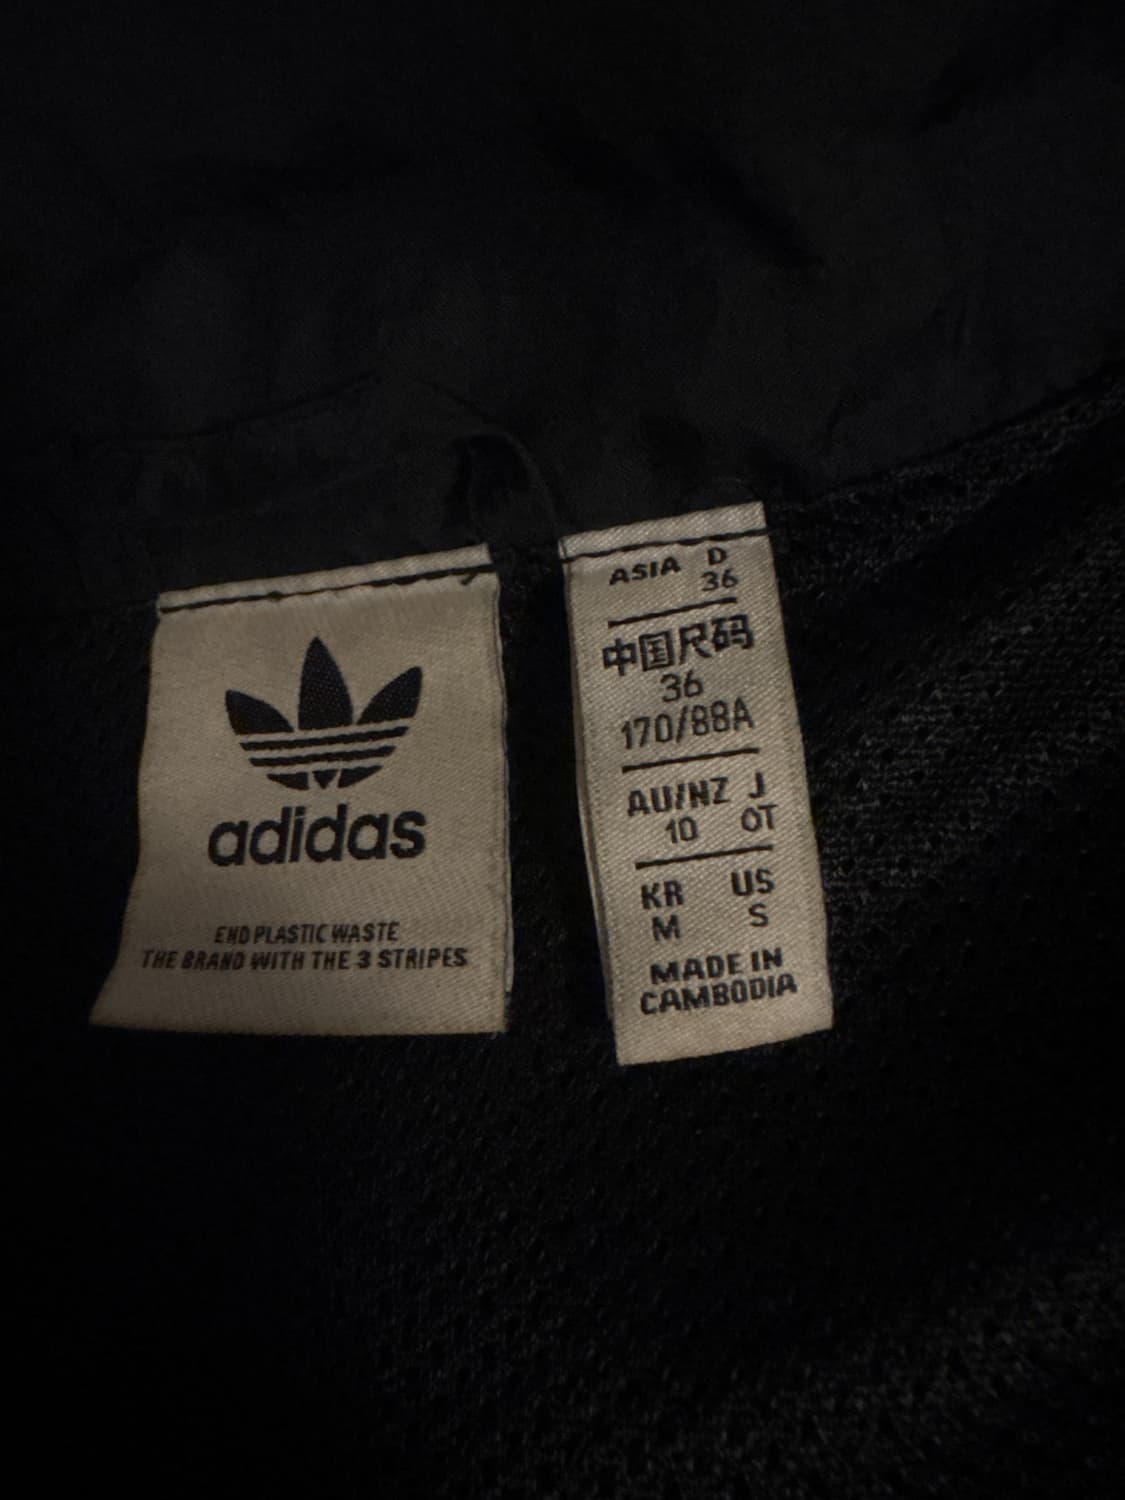 adidas
END PLASTIC WASTE
THE BRAND WITH THE 3 STRIPES
ASIA D
36
中国尺码
36
170/88A
AU/NZ J
10 OT
KR US
M S
MADE IN
CAMBODIA